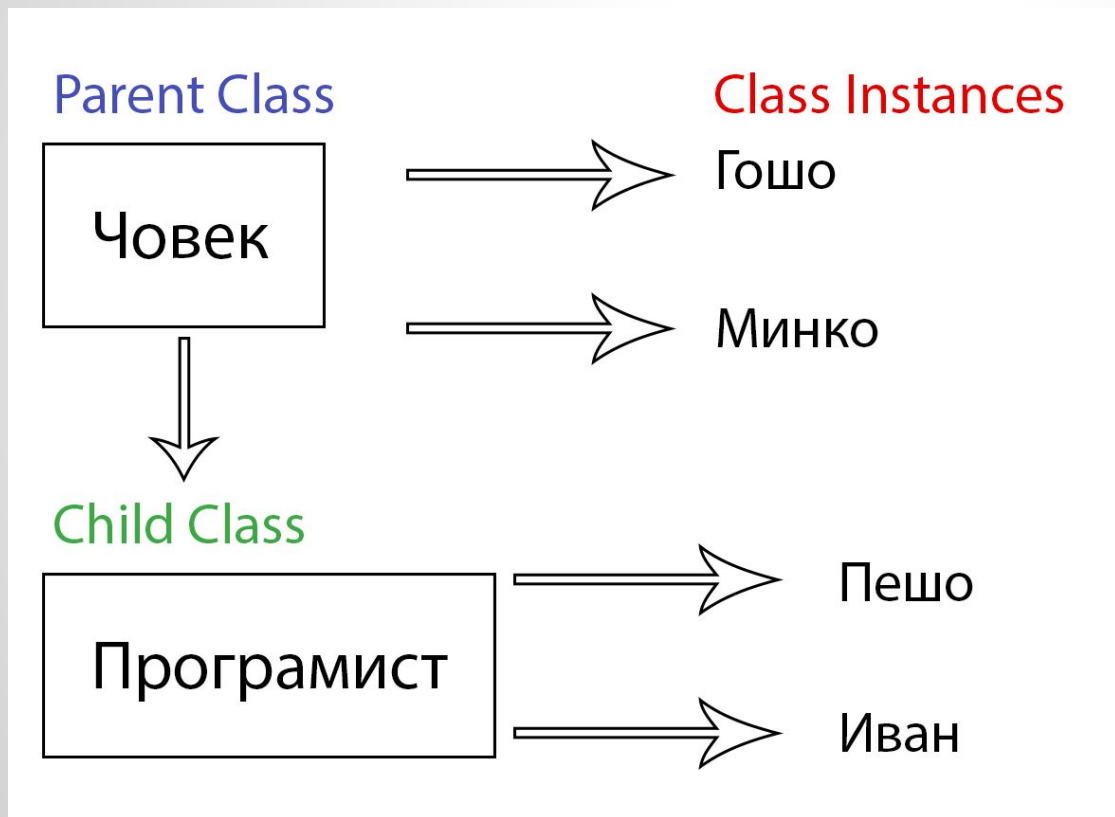 Parent Class
Class Instances
Човек
Гошо
Минко
Child Class
Програмист
Пешо
Иван